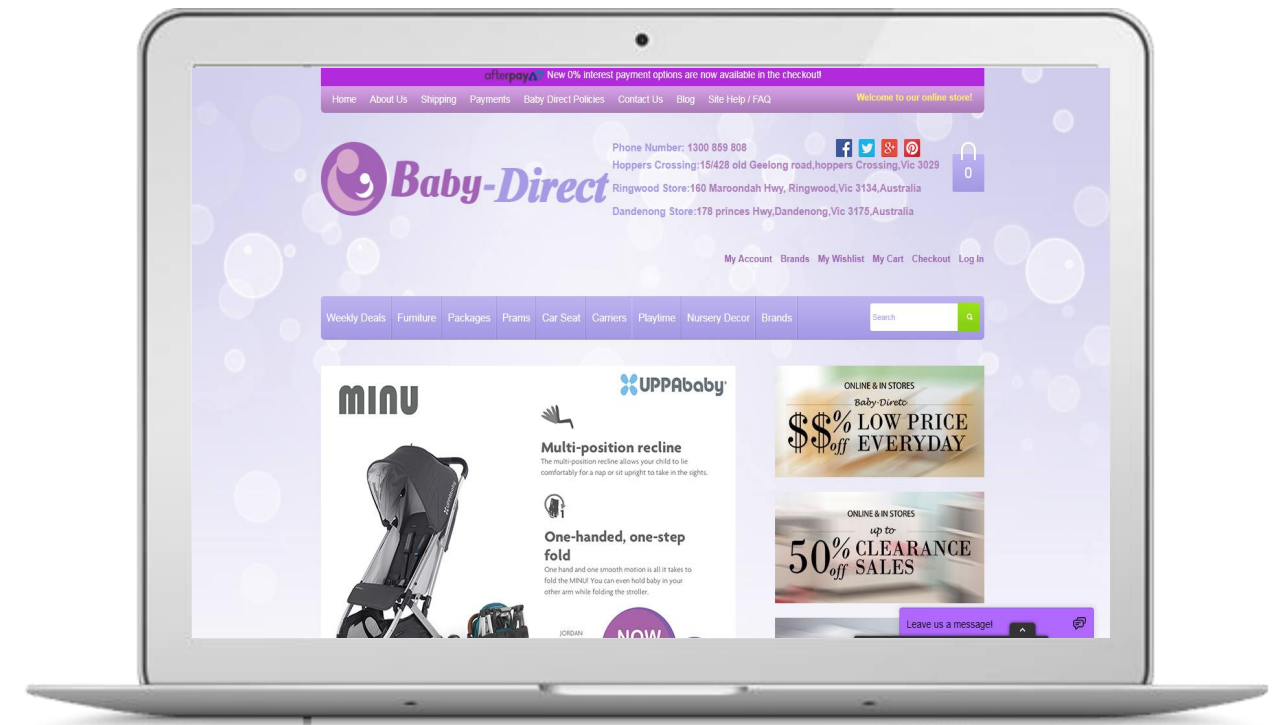 afterpay New 0% interest payment options are now available in the checkout!
Home About Us Shipping Payments Baby Direct Policies Contact Us Blog Site Help / FAQ Welcome to our online store!
Baby-Direct
Phone Number: 1300 859 808
Hoppers Crossing:15/428 old Geelong road,hoppers Crossing,Vic 3029
Ringwood Store:160 Maroondah Hwy, Ringwood,Vic 3134,Australia
Dandenong Store:178 princes Hwy,Dandenong,Vic 3175,Australia
0
My Account Brands My Wishlist My Cart Checkout Log In
Weekly Deals Furniture Packages Prams Car Seat Carriers Playtime Nursery Decor Brands Search
MINU
UPPAbaby
Multi-position recline
The multi-position recline allows your child to lie
comfortably for a nap or sit upright to take in the sights.
1
One-handed, one-step
fold
One hand and one smooth motion is all it takes to
fold the MINU! You can even hold baby in your
other arm while folding the stroller.
JORDAN
NOW
uppababy
ONLINE & IN STORES
Baby-Diretc
$$% off LOW PRICE
EVERYDAY
ONLINE & IN STORES
up to
50% off CLEARANCE
SALES
Leave us a message!